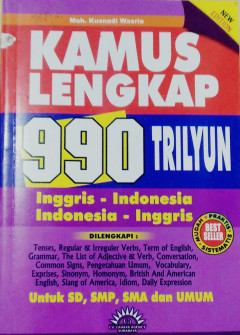 Moh. Kusnadi Wasrie
NEW
EDITION
KAMUS
LENGKAP
990 TRILYUN
Inggris - Indonesia
Indonesia - Inggris
PRAKTIS
BEST
SELLER
SISTEMATIS
DILENGKAPI :
Tenses, Regular & Irreguler Verbs, Term of English,
Grammar, The List of Adjective & Verb, Conversation,
Common Signs, Pengetahuan Umum, Vocabulary,
Exprises, Sinonym, Homonym, British And American
English, Slang of America, Idiom, Daily Expression
Untuk SD, SMP, SMA dan UMUM